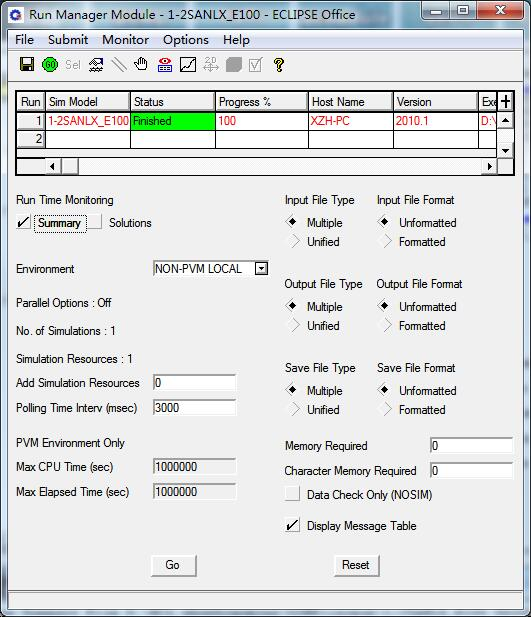 Run Manager Module - 1-2SANLX_E100 - ECLIPSE Office
File Submit Monitor Options Help
GO Sel 2D ?
Run Sim Model Status Progress % Host Name Version Exe
1 1-2SANLX_E100 Finished 100 XZH-PC 2010.1 D:\
2
Run Time Monitoring
Summary Solutions
Environment NON-PVM LOCAL
Parallel Options : Off
No. of Simulations : 1
Simulation Resources : 1
Add Simulation Resources 0
Polling Time Interv (msec) 3000
PVM Environment Only
Max CPU Time (sec) 1000000
Max Elapsed Time (sec) 1000000
Input File Type Input File Format
Multiple Unformatted
Unified Formatted
Output File Type Output File Format
Multiple Unformatted
Unified Formatted
Save File Type Save File Format
Multiple Unformatted
Unified Formatted
Memory Required 0
Character Memory Required 0
Data Check Only (NOSIM)
Display Message Table
Go Reset